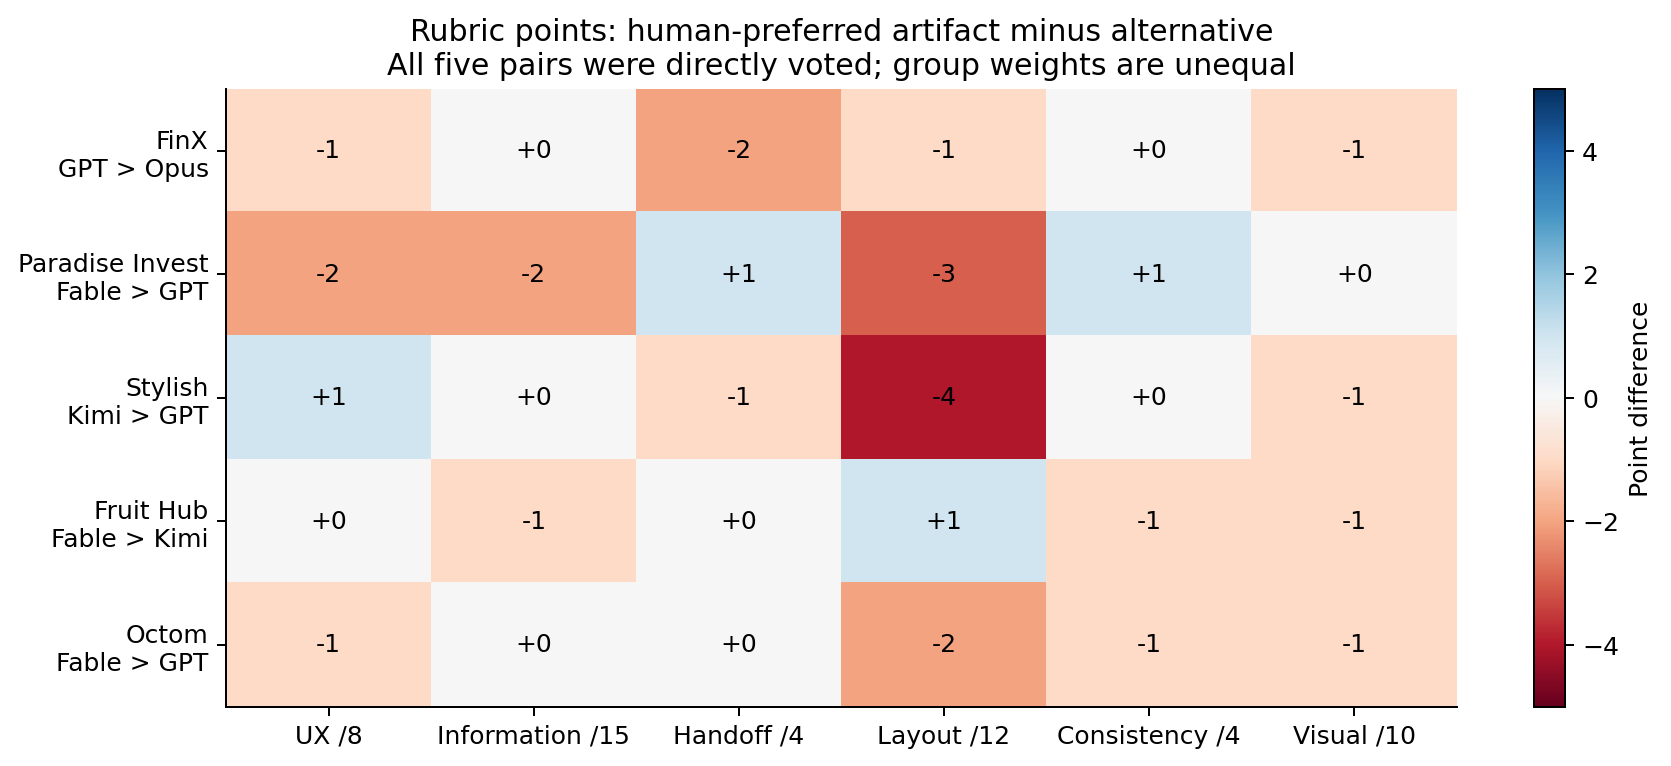 Rubric points: human-preferred artifact minus alternative
All five pairs were directly voted; group weights are unequal
FinX
GPT > Opus
-1
+0
-2
-1
+0
-1
Paradise Invest
Fable > GPT
-2
-2
+1
-3
+1
+0
Stylish
Kimi > GPT
+1
+0
-1
-4
+0
-1
Fruit Hub
Fable > Kimi
+0
-1
+0
+1
-1
-1
Octom
Fable > GPT
-1
+0
+0
-2
-1
-1
UX /8
Information /15
Handoff /4
Layout /12
Consistency /4
Visual /10
4
2
0
−2
−4
Point difference